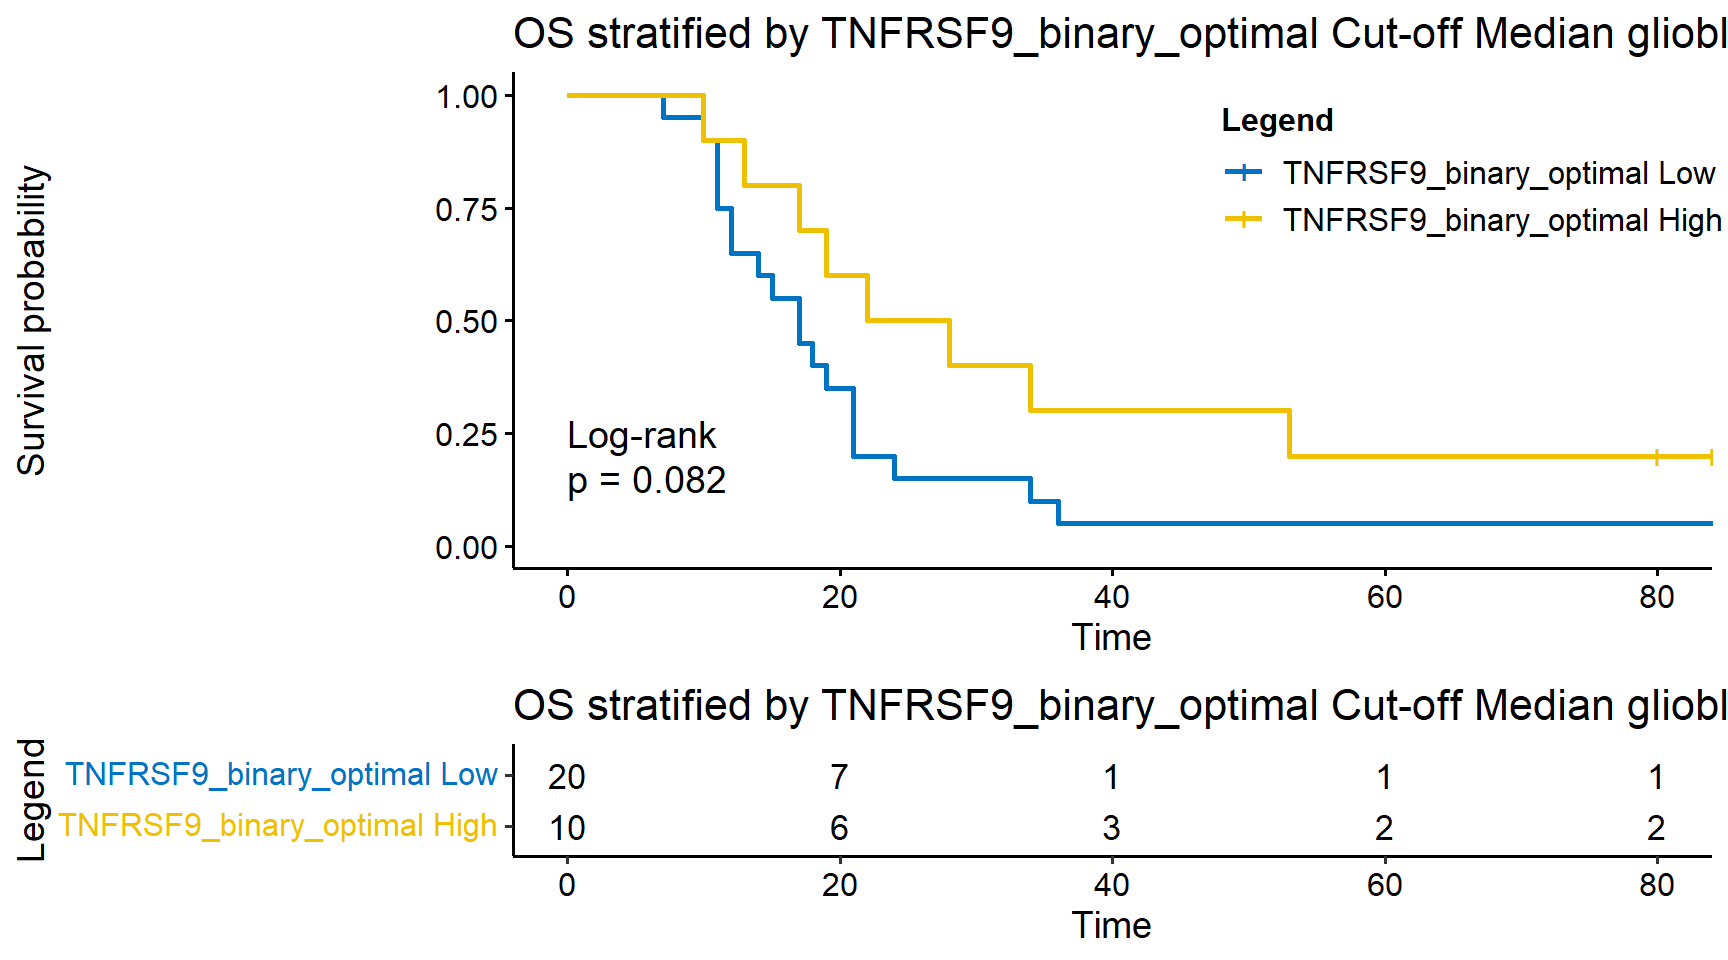 OS stratified by TNFRSF9_binary_optimal Cut-off Median gliobl
Survival probability
1.00
0.75
0.50
0.25
0.00
Legend
TNFRSF9_binary_optimal Low
TNFRSF9_binary_optimal High
Log-rank
p = 0.082
0 20 40 60 80
Time
OS stratified by TNFRSF9_binary_optimal Cut-off Median gliobl
Legend
TNFRSF9_binary_optimal Low 20 7 1 1 1
TNFRSF9_binary_optimal High 10 6 3 2 2
0 20 40 60 80
Time